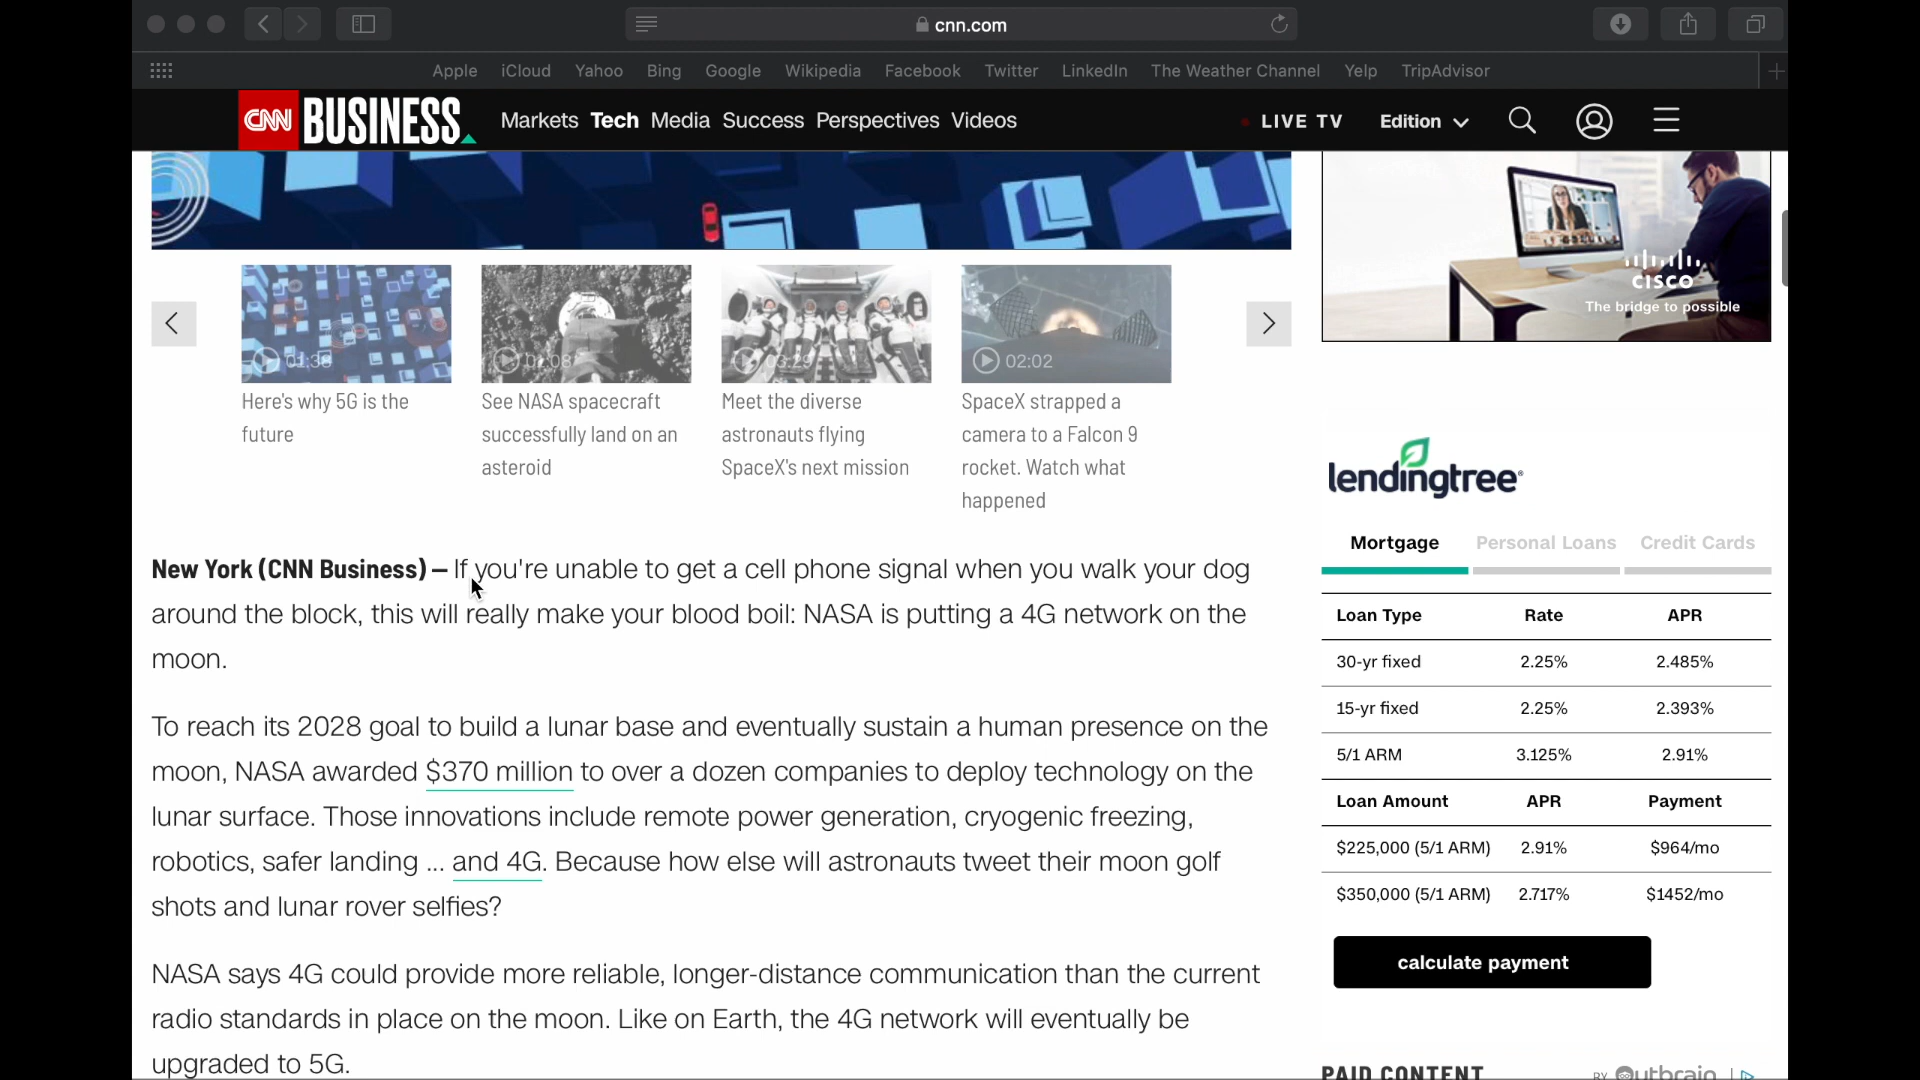 cnn.com
Apple iCloud Yahoo Bing Google Wikipedia Facebook Twitter LinkedIn The Weather Channel Yelp TripAdvisor
CNN BUSINESS Markets Tech Media Success Perspectives Videos LIVE TV Edition
CISCO
The bridge to possible
01:38
03:29
02:02
Here's why 5G is the
future
See NASA spacecraft
successfully land on an
asteroid
Meet the diverse
astronauts flying
SpaceX's next mission
SpaceX strapped a
camera to a Falcon 9
rocket. Watch what
happened
New York (CNN Business) – If you're unable to get a cell phone signal when you walk your dog
around the block, this will really make your blood boil: NASA is putting a 4G network on the
moon.
To reach its 2028 goal to build a lunar base and eventually sustain a human presence on the
moon, NASA awarded $370 million to over a dozen companies to deploy technology on the
lunar surface. Those innovations include remote power generation, cryogenic freezing,
robotics, safer landing ... and 4G. Because how else will astronauts tweet their moon golf
shots and lunar rover selfies?
NASA says 4G could provide more reliable, longer-distance communication than the current
radio standards in place on the moon. Like on Earth, the 4G network will eventually be
upgraded to 5G.
lendingtree
Mortgage Personal Loans Credit Cards
Loan Type Rate APR
30-yr fixed 2.25% 2.485%
15-yr fixed 2.25% 2.393%
5/1 ARM 3.125% 2.91%
Loan Amount APR Payment
$225,000 (5/1 ARM) 2.91% $964/mo
$350,000 (5/1 ARM) 2.717% $1452/mo
calculate payment
PAID CONTENT BY Outbrain